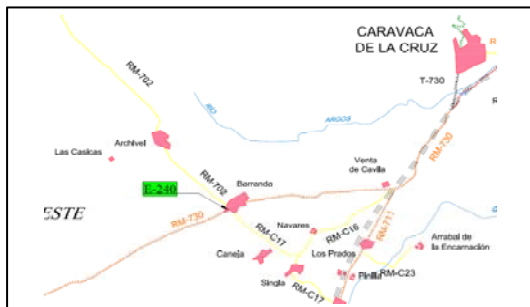 CARAVACA
DE LA CRUZ
T-730
RM-702
RIO
ARGOS
RM-730
Archivel
Las Casicas
Venta
de Cavila
E-240
RM-702
Barranda
ESTE
RM-730
RM-711
Navares
RM-C16
RM-C17
Arrabal de
la Encarnación
Caneja
Los Prados
Pinilla
RM-C23
Singla
RM-C17